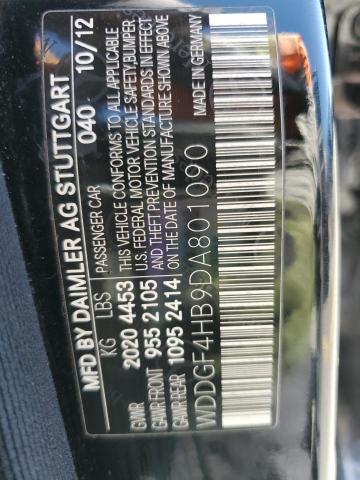 MFD BY DAIMLER AG STUTTGART
PASSENGER CAR 040 10/12
KG LBS
GVWR 2020 4453
GAWR-FRONT 955 2105
GAWR-REAR 1095 2414
THIS VEHICLE CONFORMS TO ALL APPLICABLE
U.S. FEDERAL MOTOR VEHICLE SAFETY, BUMPER,
AND THEFT PREVENTION STANDARDS IN EFFECT
ON THE DATE OF MANUFACTURE SHOWN ABOVE.
WDDGF4HB9DA801090
MADE IN GERMANY